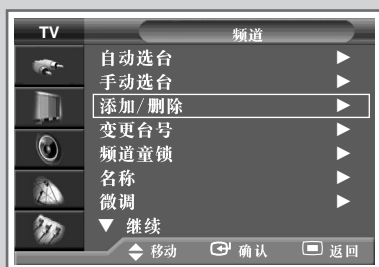 TV 频道
自动选台
手动选台
添加/删除
变更台号
频道童锁
名称
微调
▼ 继续
移动 确认 返回